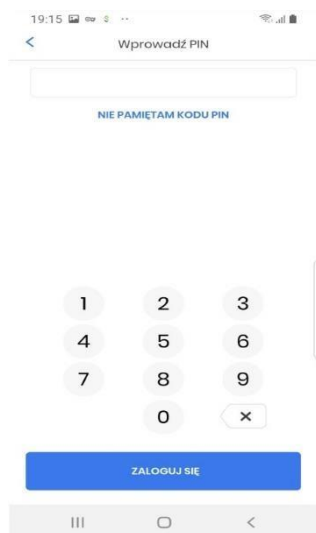 19:15
Wprowadź PIN
NIE PAMIĘTAM KODU PIN
1 2 3
4 5 6
7 8 9
0
ZALOGUJ SIĘ